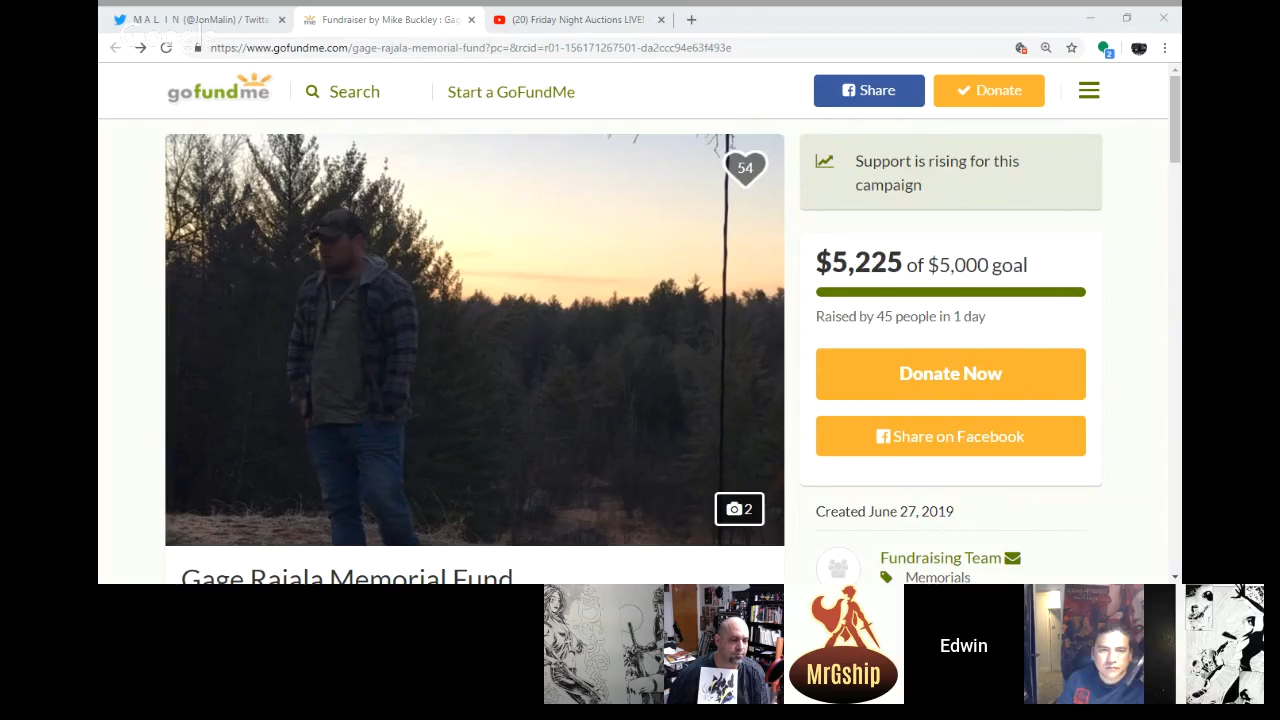 M A L I N (@JonMalin) / Twitte
Fundraiser by Mike Buckley : Gag
(20) Friday Night Auctions LIVE!
https://www.gofundme.com/gage-rajala-memorial-fund?pc=&rcid=r01-156171267501-da2ccc94e63f493e
2
gofundme
Search
Start a GoFundMe
Share
Donate
54
Support is rising for this
campaign
$5,225 of $5,000 goal
Raised by 45 people in 1 day
Donate Now
Share on Facebook
2
Created June 27, 2019
Fundraising Team
Memorials
Gage Rajala Memorial Fund
MrGship
Edwin